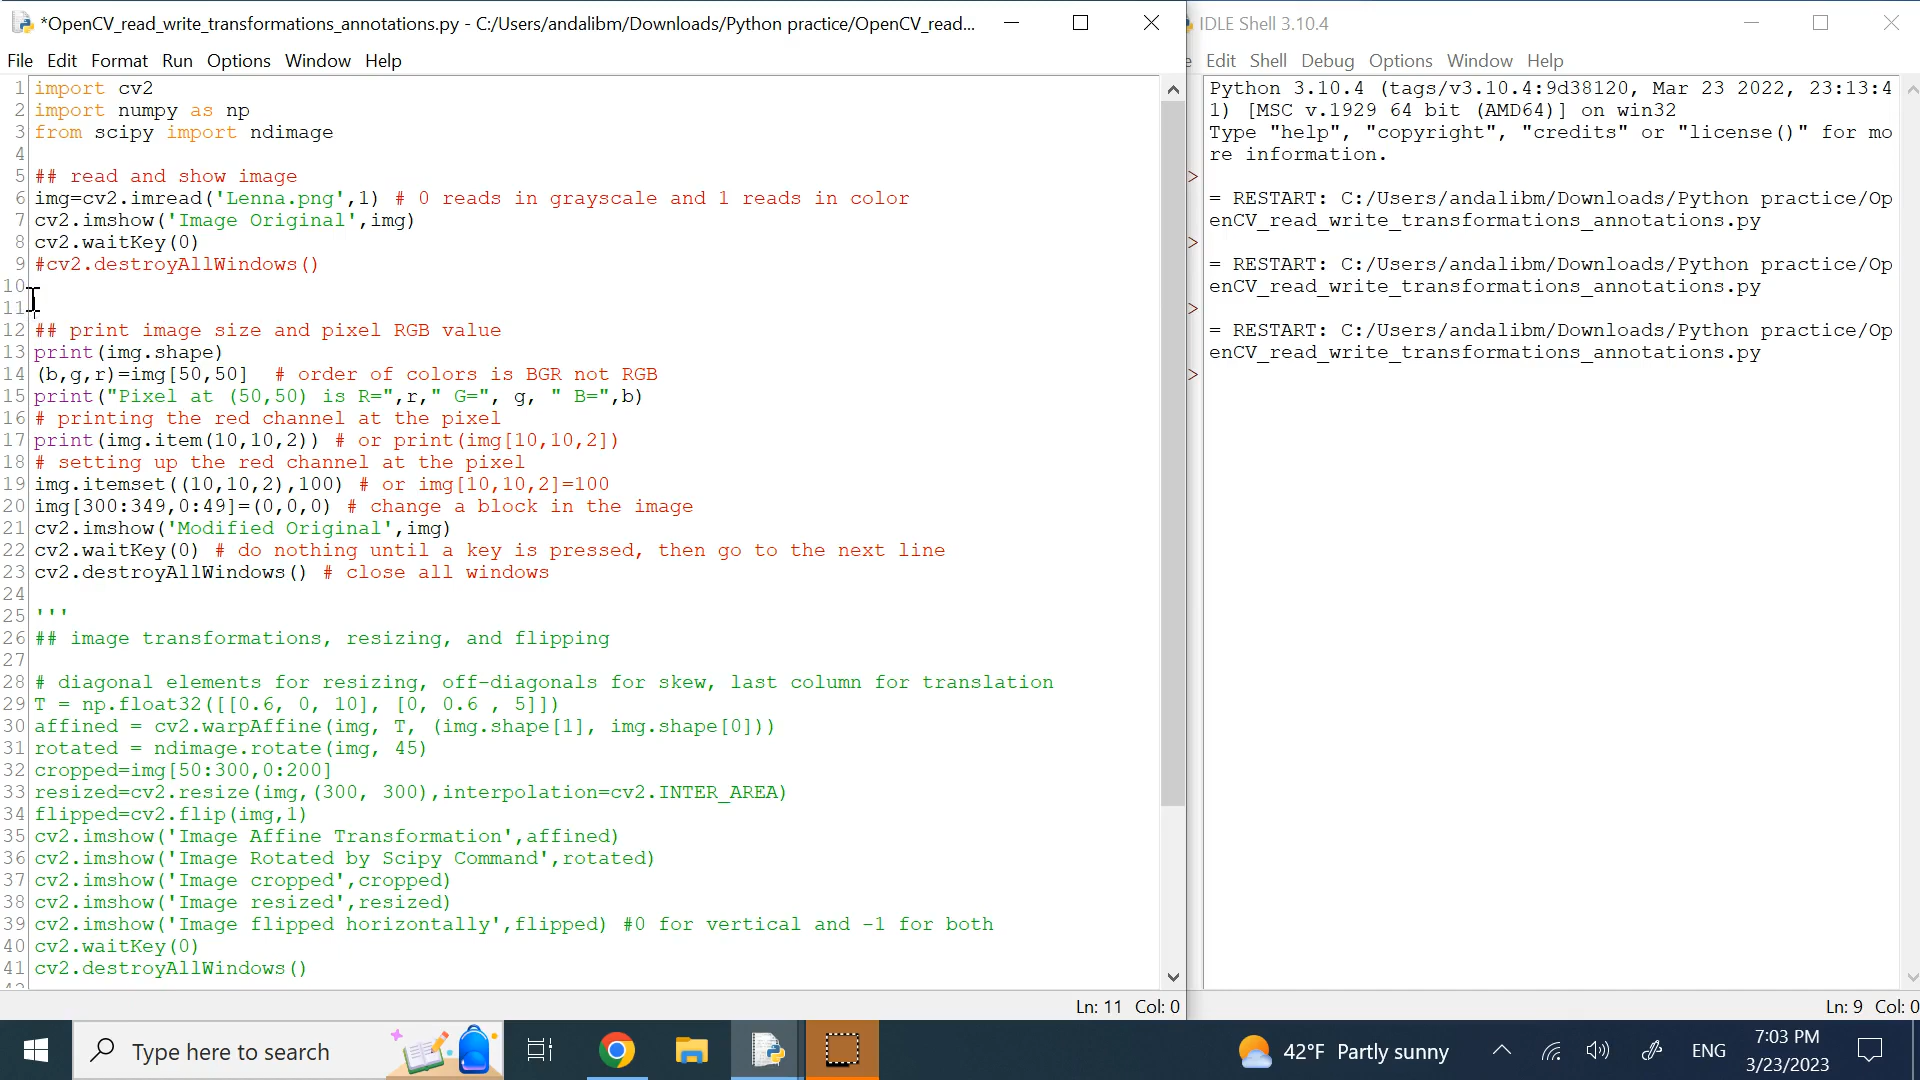 *OpenCV_read_write_transformations_annotations.py - C:/Users/andalibm/Downloads/Python practice/OpenCV_read...
File Edit Format Run Options Window Help
1 import cv2
2 import numpy as np
3 from scipy import ndimage
4
5 ## read and show image
6 img=cv2.imread('Lenna.png',1) # 0 reads in grayscale and 1 reads in color
7 cv2.imshow('Image Original',img)
8 cv2.waitKey(0)
9 #cv2.destroyAllWindows()
10
11
12 ## print image size and pixel RGB value
13 print(img.shape)
14 (b,g,r)=img[50,50]  # order of colors is BGR not RGB
15 print("Pixel at (50,50) is R=",r," G=", g, " B=",b)
16 # printing the red channel at the pixel
17 print(img.item(10,10,2)) # or print(img[10,10,2])
18 # setting up the red channel at the pixel
19 img.itemset((10,10,2),100) # or img[10,10,2]=100
20 img[300:349,0:49]=(0,0,0) # change a block in the image
21 cv2.imshow('Modified Original',img)
22 cv2.waitKey(0) # do nothing until a key is pressed, then go to the next line
23 cv2.destroyAllWindows() # close all windows
24
25 '''
26 ## image transformations, resizing, and flipping
27
28 # diagonal elements for resizing, off-diagonals for skew, last column for translation
29 T = np.float32([[0.6, 0, 10], [0, 0.6 , 5]])
30 affined = cv2.warpAffine(img, T, (img.shape[1], img.shape[0]))
31 rotated = ndimage.rotate(img, 45)
32 cropped=img[50:300,0:200]
33 resized=cv2.resize(img,(300, 300),interpolation=cv2.INTER_AREA)
34 flipped=cv2.flip(img,1)
35 cv2.imshow('Image Affine Transformation',affined)
36 cv2.imshow('Image Rotated by Scipy Command',rotated)
37 cv2.imshow('Image cropped',cropped)
38 cv2.imshow('Image resized',resized)
39 cv2.imshow('Image flipped horizontally',flipped) #0 for vertical and -1 for both
40 cv2.waitKey(0)
41 cv2.destroyAllWindows()
Ln: 11 Col: 0
IDLE Shell 3.10.4
Edit Shell Debug Options Window Help
Python 3.10.4 (tags/v3.10.4:9d38120, Mar 23 2022, 23:13:4
1) [MSC v.1929 64 bit (AMD64)] on win32
Type "help", "copyright", "credits" or "license()" for mo
re information.
>
= RESTART: C:/Users/andalibm/Downloads/Python practice/Op
enCV_read_write_transformations_annotations.py
>
= RESTART: C:/Users/andalibm/Downloads/Python practice/Op
enCV_read_write_transformations_annotations.py
>
= RESTART: C:/Users/andalibm/Downloads/Python practice/Op
enCV_read_write_transformations_annotations.py
>
Ln: 9 Col: 0
Type here to search
42°F Partly sunny
ENG
7:03 PM
3/23/2023